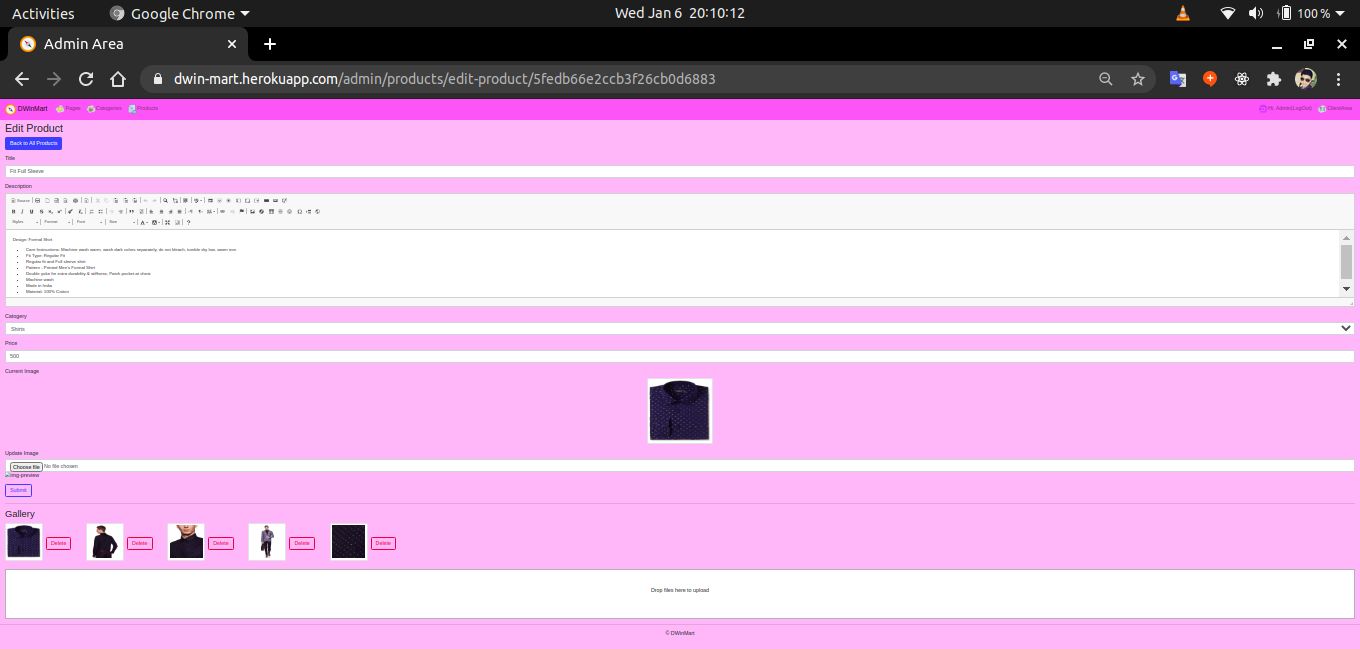 Activities Google Chrome Wed Jan 6 20:10:12 100 %
Admin Area
dwin-mart.herokuapp.com/admin/products/edit-product/5fedb66e2ccb3f26cb0d6883
DWinMart Pages Categories Products Hi, Admin(LogOut) ClientArea
Edit Product
Back to All Products
Title
Fit Full Sleeve
Description
Source
Styles Format Font Size A A ?
Design: Formal Shirt
Care Instructions: Machine wash warm, wash dark colors separately, do not bleach, tumble dry low, warm iron
Fit Type: Regular Fit
Regular fit and Full sleeve shirt
Pattern - Printed Men's Formal Shirt
Double yoke for extra durability & stiffness; Patch pocket at chest
Machine wash
Made in India
Material: 100% Cotton
Catogery
Shirts
Price
500
Current Image
Update Image
Choose file No file chosen
img-preview
Submit
Gallery
Delete Delete Delete Delete Delete
Drop files here to upload
© DWinMart